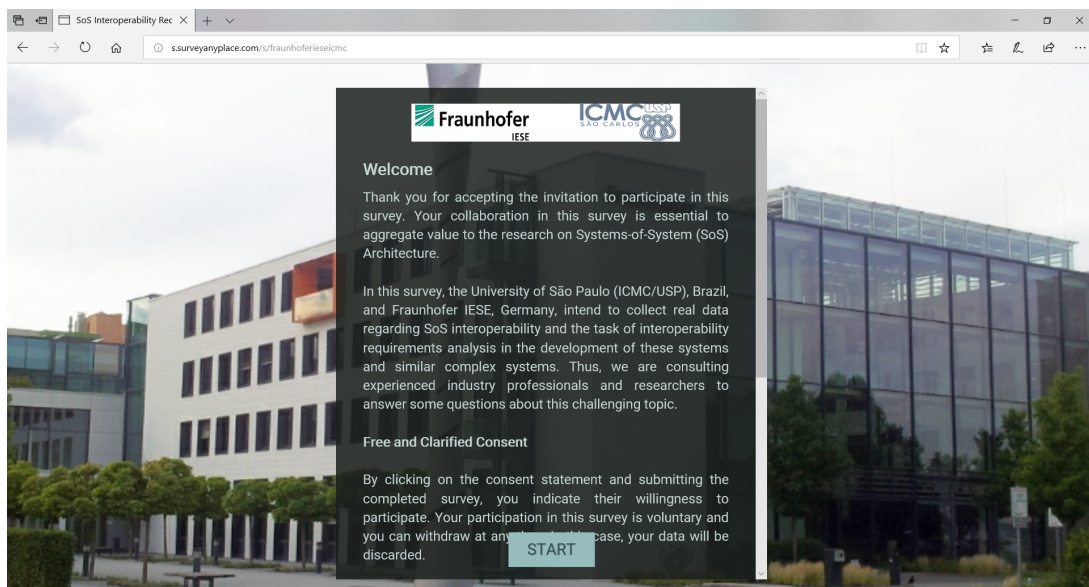 SoS Interoperability Rec
s.surveyanyplace.com/s/fraunhoferieseicmc
Fraunhofer
IESE
ICMC USP
SÃO CARLOS
Welcome
Thank you for accepting the invitation to participate in this
survey. Your collaboration in this survey is essential to
aggregate value to the research on Systems-of-System (SoS)
Architecture.
In this survey, the University of São Paulo (ICMC/USP), Brazil,
and Fraunhofer IESE, Germany, intend to collect real data
regarding SoS interoperability and the task of interoperability
requirements analysis in the development of these systems
and similar complex systems. Thus, we are consulting
experienced industry professionals and researchers to
answer some questions about this challenging topic.
Free and Clarified Consent
By clicking on the consent statement and submitting the
completed survey, you indicate their willingness to
participate. Your participation in this survey is voluntary and
you can withdraw at any case, your data will be
discarded.
START